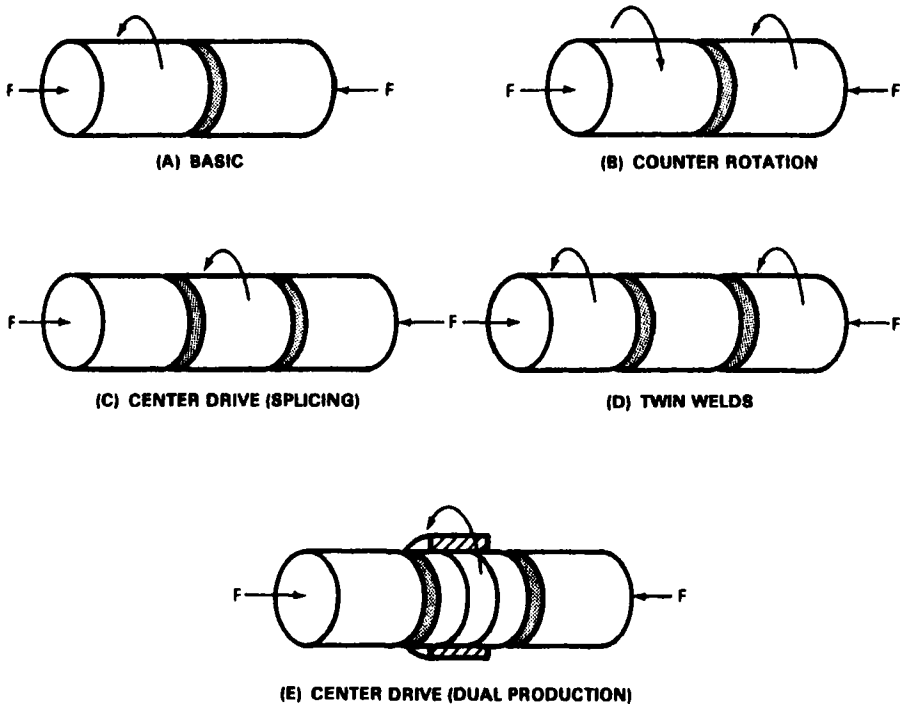 F F
(A) BASIC
F F
(B) COUNTER ROTATION
F F
(C) CENTER DRIVE (SPLICING)
F
(D) TWIN WELDS
F F
(E) CENTER DRIVE (DUAL PRODUCTION)